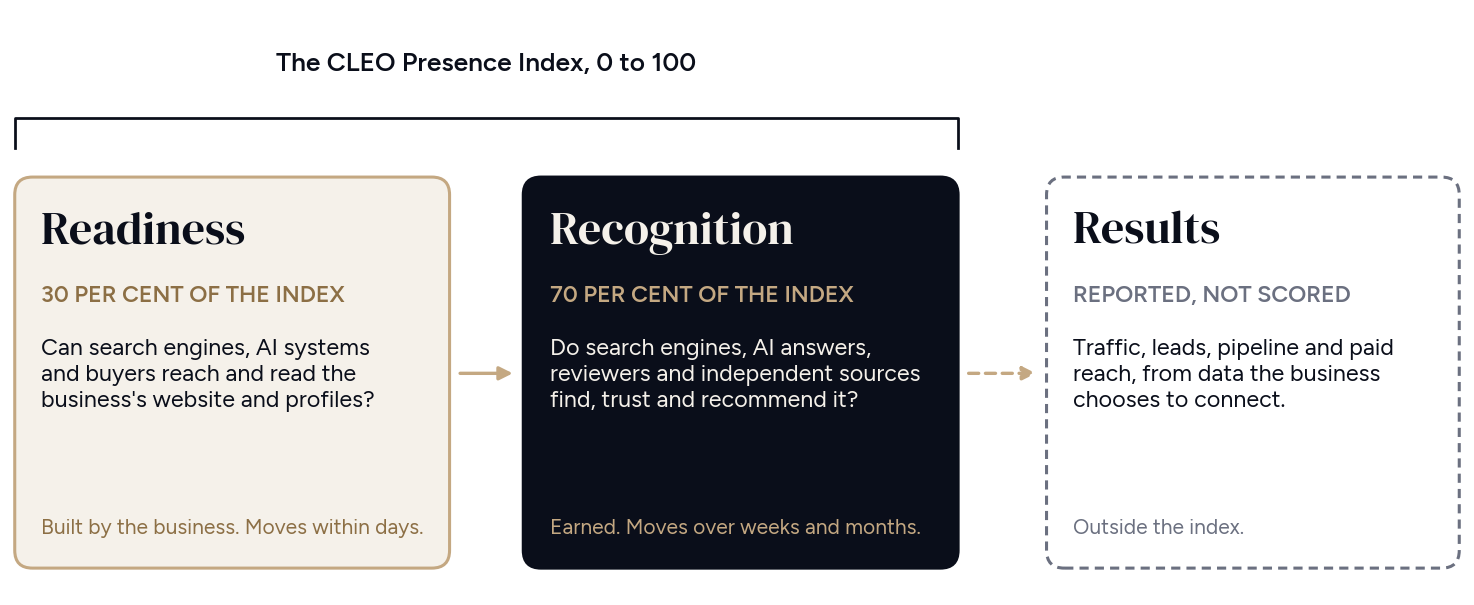 The CLEO Presence Index, 0 to 100
Readiness
30 PER CENT OF THE INDEX
Can search engines, AI systems
and buyers reach and read the
business's website and profiles?
Built by the business. Moves within days.
Recognition
70 PER CENT OF THE INDEX
Do search engines, AI answers,
reviewers and independent sources
find, trust and recommend it?
Earned. Moves over weeks and months.
Results
REPORTED, NOT SCORED
Traffic, leads, pipeline and paid
reach, from data the business
chooses to connect.
Outside the index.